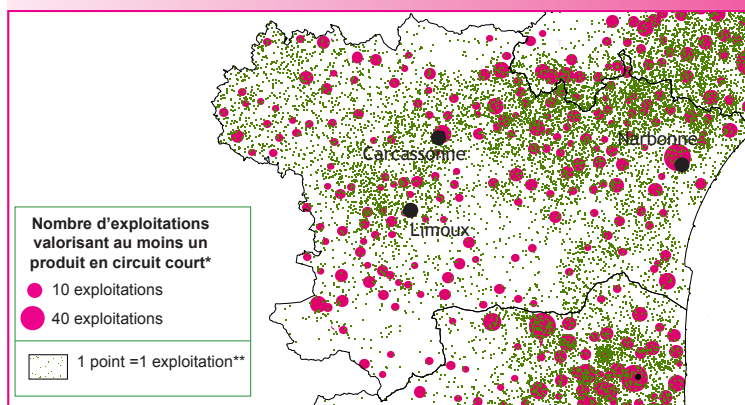 Narbonne
Carcassonne
Limoux
Nombre d'exploitations
valorisant au moins un
produit en circuit court*
10 exploitations
40 exploitations
1 point =1 exploitation**